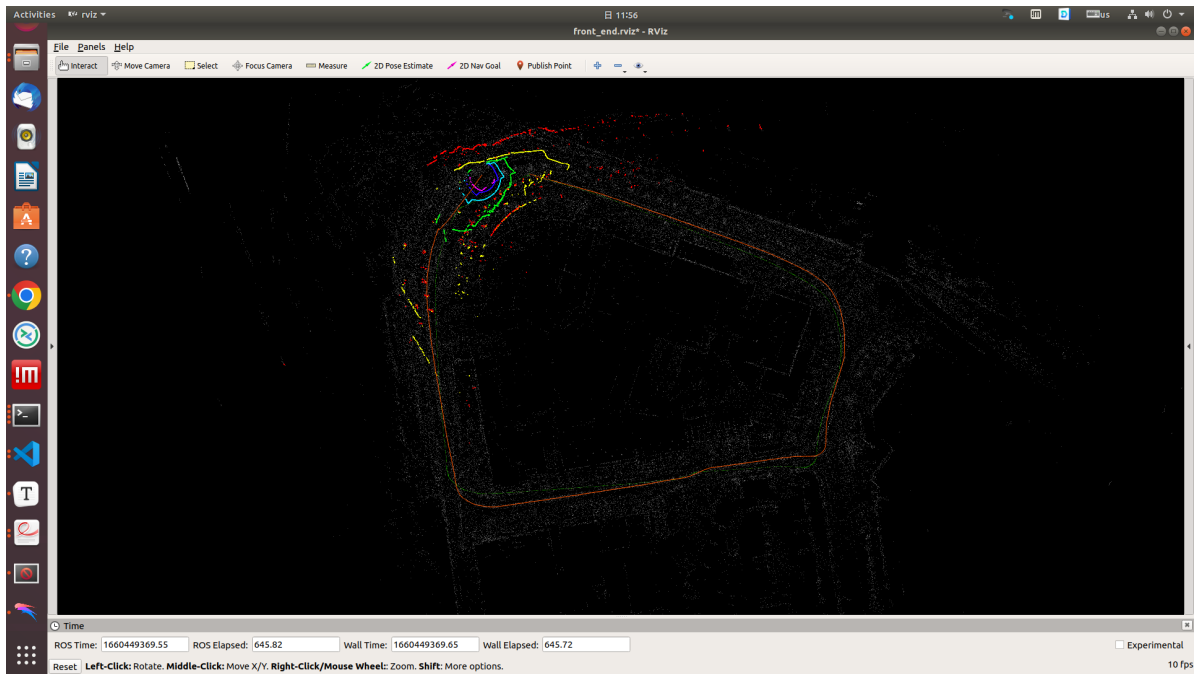 Activities rviz 日 11:56 us
front_end.rviz* - RViz
File Panels Help
Interact Move Camera Select Focus Camera Measure 2D Pose Estimate 2D Nav Goal Publish Point
Time
ROS Time: 1660449369.55 ROS Elapsed: 645.82 Wall Time: 1660449369.65 Wall Elapsed: 645.72 Experimental
Reset Left-Click: Rotate. Middle-Click: Move X/Y. Right-Click/Mouse Wheel:: Zoom. Shift: More options. 10 fps